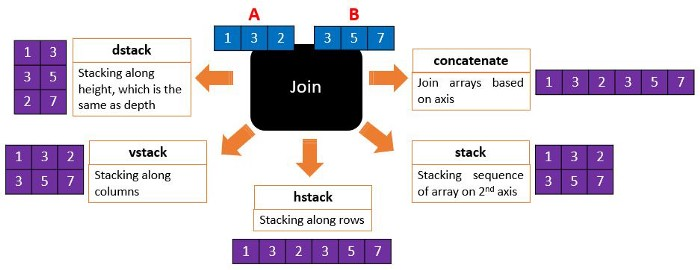 A B
1 3 2 3 5 7
Join
1 3
3 5
2 7
dstack
Stacking along
height, which is the
same as depth
concatenate
Join arrays based
on axis
1 3 2 3 5 7
1 3 2
3 5 7
vstack
Stacking along
columns
stack
Stacking sequence
of array on 2nd axis
1 3 2
3 5 7
hstack
Stacking along rows
1 3 2 3 5 7